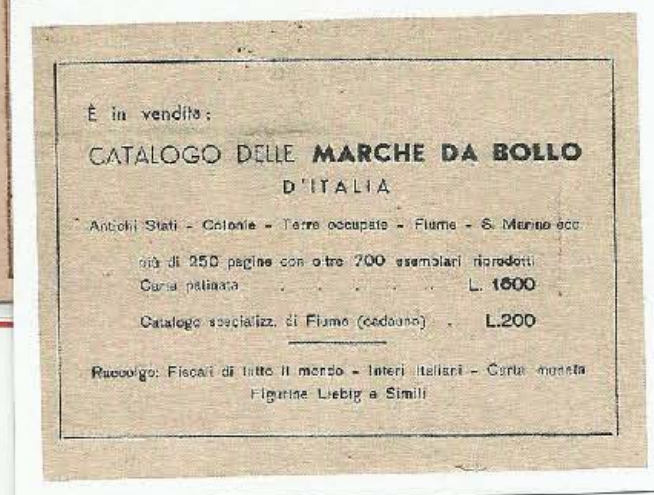 È in vendita:
CATALOGO DELLE MARCHE DA BOLLO
D'ITALIA
Antichi Stati - Colonie - Terre occupate - Fiume - S. Marino ecc.
più di 250 pagine con oltre 700 esemplari riprodotti
Carta patinata . . . . . . L. 1600
Catalogo specializz. di Fiume (cadauno) . L.200
Raccolgo: Fiscali di tutto il mondo - Interi Italiani - Carta moneta
Figurine Liebig e Simili